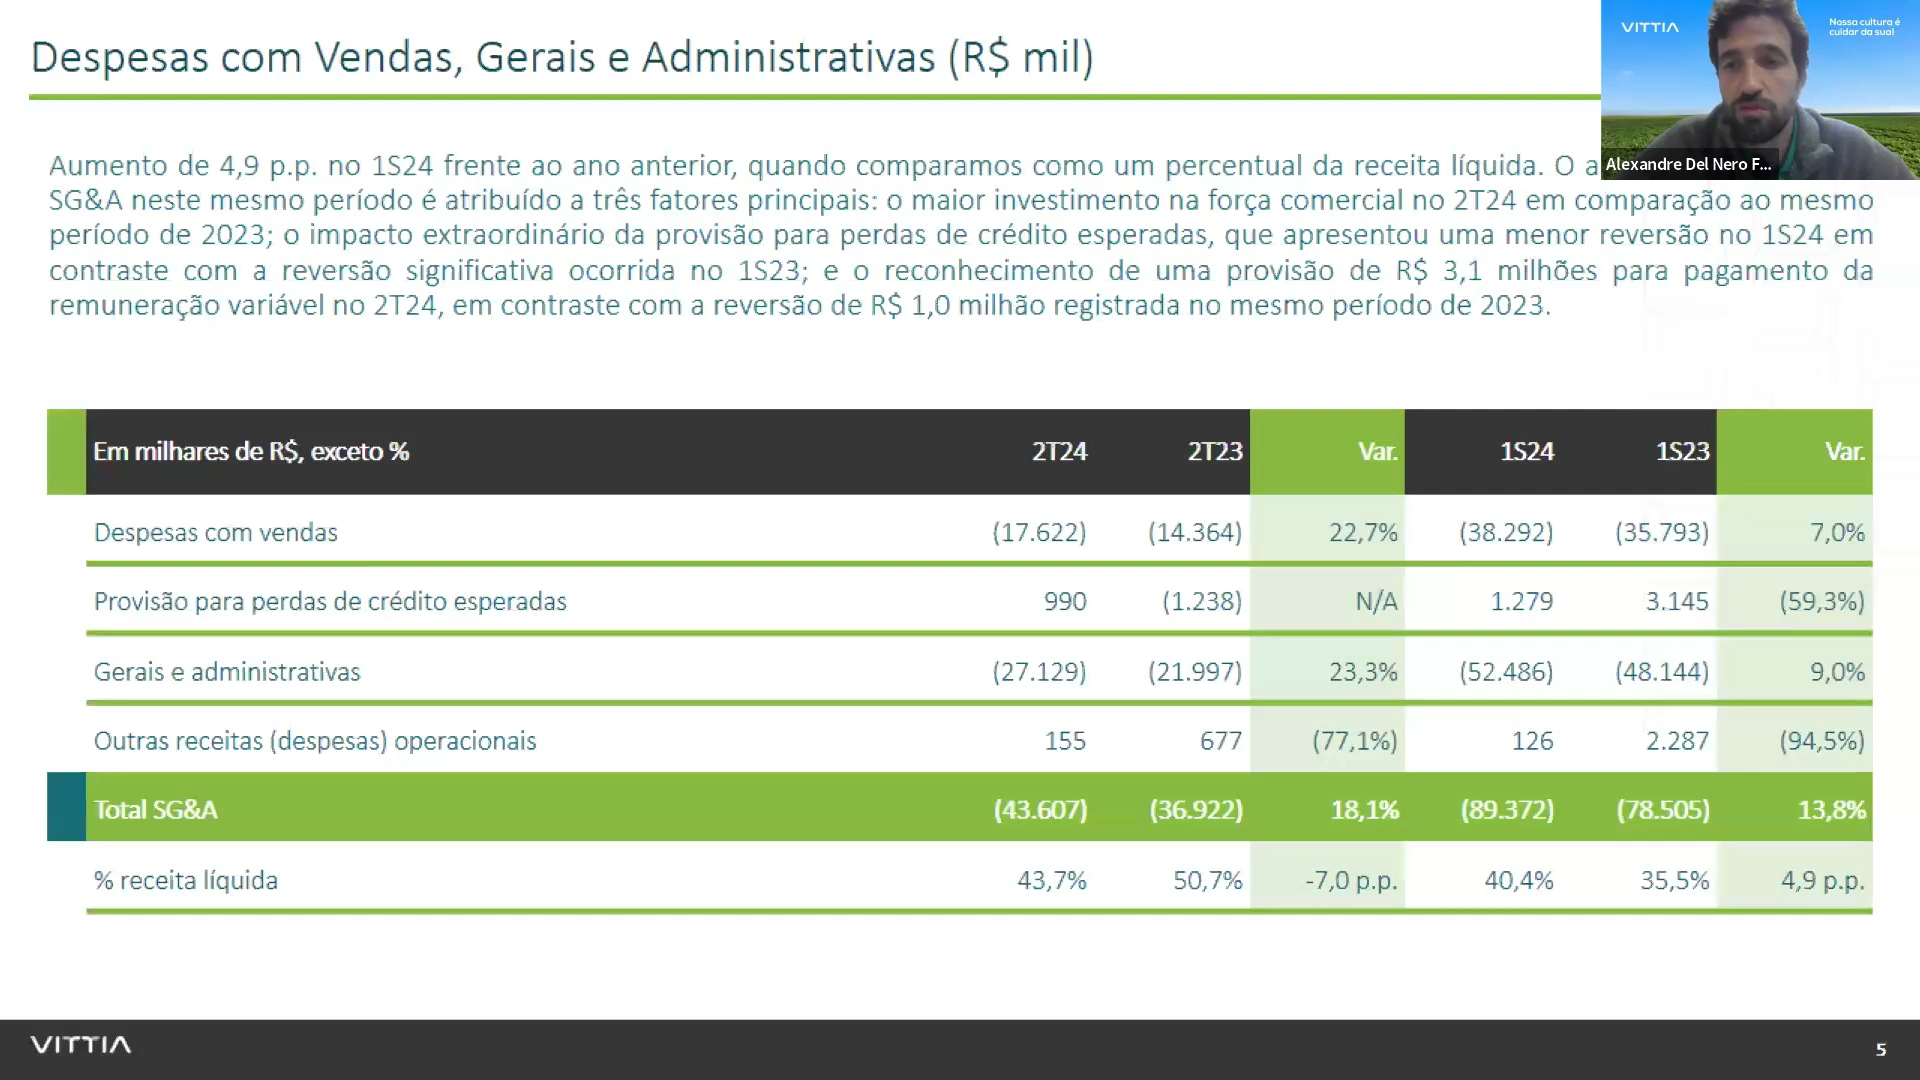 Despesas com Vendas, Gerais e Administrativas (R$ mil)
VITTIA
Nossa cultura é
cuidar da sua!
Alexandre Del Nero F...
Aumento de 4,9 p.p. no 1S24 frente ao ano anterior, quando comparamos como um percentual da receita líquida. O a
SG&A neste mesmo período é atribuído a três fatores principais: o maior investimento na força comercial no 2T24 em comparação ao mesmo
período de 2023; o impacto extraordinário da provisão para perdas de crédito esperadas, que apresentou uma menor reversão no 1S24 em
contraste com a reversão significativa ocorrida no 1S23; e o reconhecimento de uma provisão de R$ 3,1 milhões para pagamento da
remuneração variável no 2T24, em contraste com a reversão de R$ 1,0 milhão registrada no mesmo período de 2023.
Em milhares de R$, exceto % 2T24 2T23 Var. 1S24 1S23 Var.
Despesas com vendas (17.622) (14.364) 22,7% (38.292) (35.793) 7,0%
Provisão para perdas de crédito esperadas 990 (1.238) N/A 1.279 3.145 (59,3%)
Gerais e administrativas (27.129) (21.997) 23,3% (52.486) (48.144) 9,0%
Outras receitas (despesas) operacionais 155 677 (77,1%) 126 2.287 (94,5%)
Total SG&A (43.607) (36.922) 18,1% (89.372) (78.505) 13,8%
% receita líquida 43,7% 50,7% -7,0 p.p. 40,4% 35,5% 4,9 p.p.
VITTIA
5